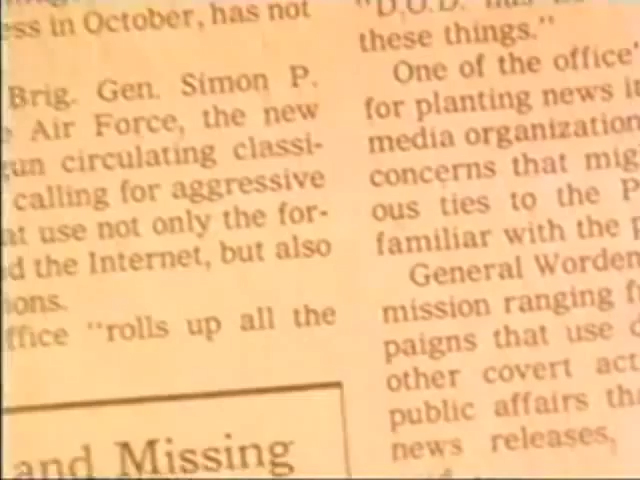 ess in October, has not
Brig. Gen. Simon P.
Air Force, the new
gun circulating classi-
calling for aggressive
at use not only the for-
d the Internet, but also
ions.
ffice "rolls up all the
and Missing
"D.O.D.
these things."
One of the office'
for planting news i
media organization
concerns that mig
ous ties to the P
familiar with the p
General Worden
mission ranging f
paigns that use
other covert act
public affairs tha
news releases,